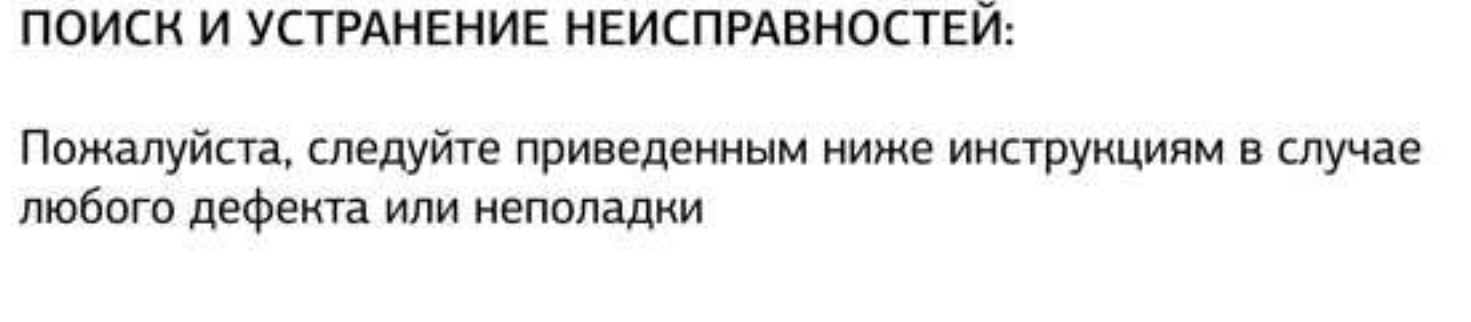 ПОИСК И УСТРАНЕНИЕ НЕИСПРАВНОСТЕЙ:
Пожалуйста, следуйте приведенным ниже инструкциям в случае
любого дефекта или неполадки